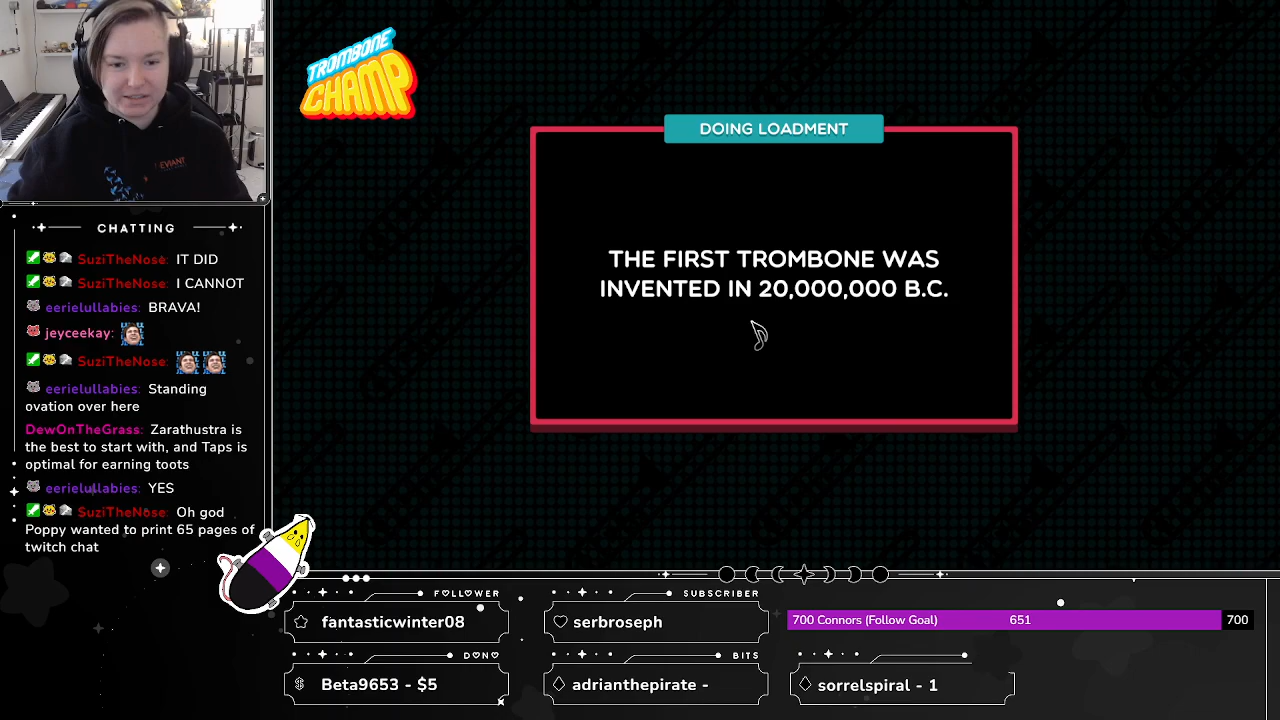 TROMBONE
CHAMP
DOING LOADMENT
THE FIRST TROMBONE WAS
INVENTED IN 20,000,000 B.C.
EVIANT
CHATTING
SuziTheNose: IT DID
SuziTheNose: I CANNOT
eerielullabies: BRAVA!
jeyceekay:
SuziTheNose:
eerielullabies: Standing
ovation over here
DewOnTheGrass: Zarathustra is
the best to start with, and Taps is
optimal for earning toots
eerielullabies: YES
SuziTheNose: Oh god
Poppy wanted to print 65 pages of
twitch chat
FOLLOWER
fantasticwinter08
SUBSCRIBER
serbroseph
700 Connors (Follow Goal) 651 700
DONO
Beta9653 - $5
BITS
adrianthepirate -
sorrelspiral - 1